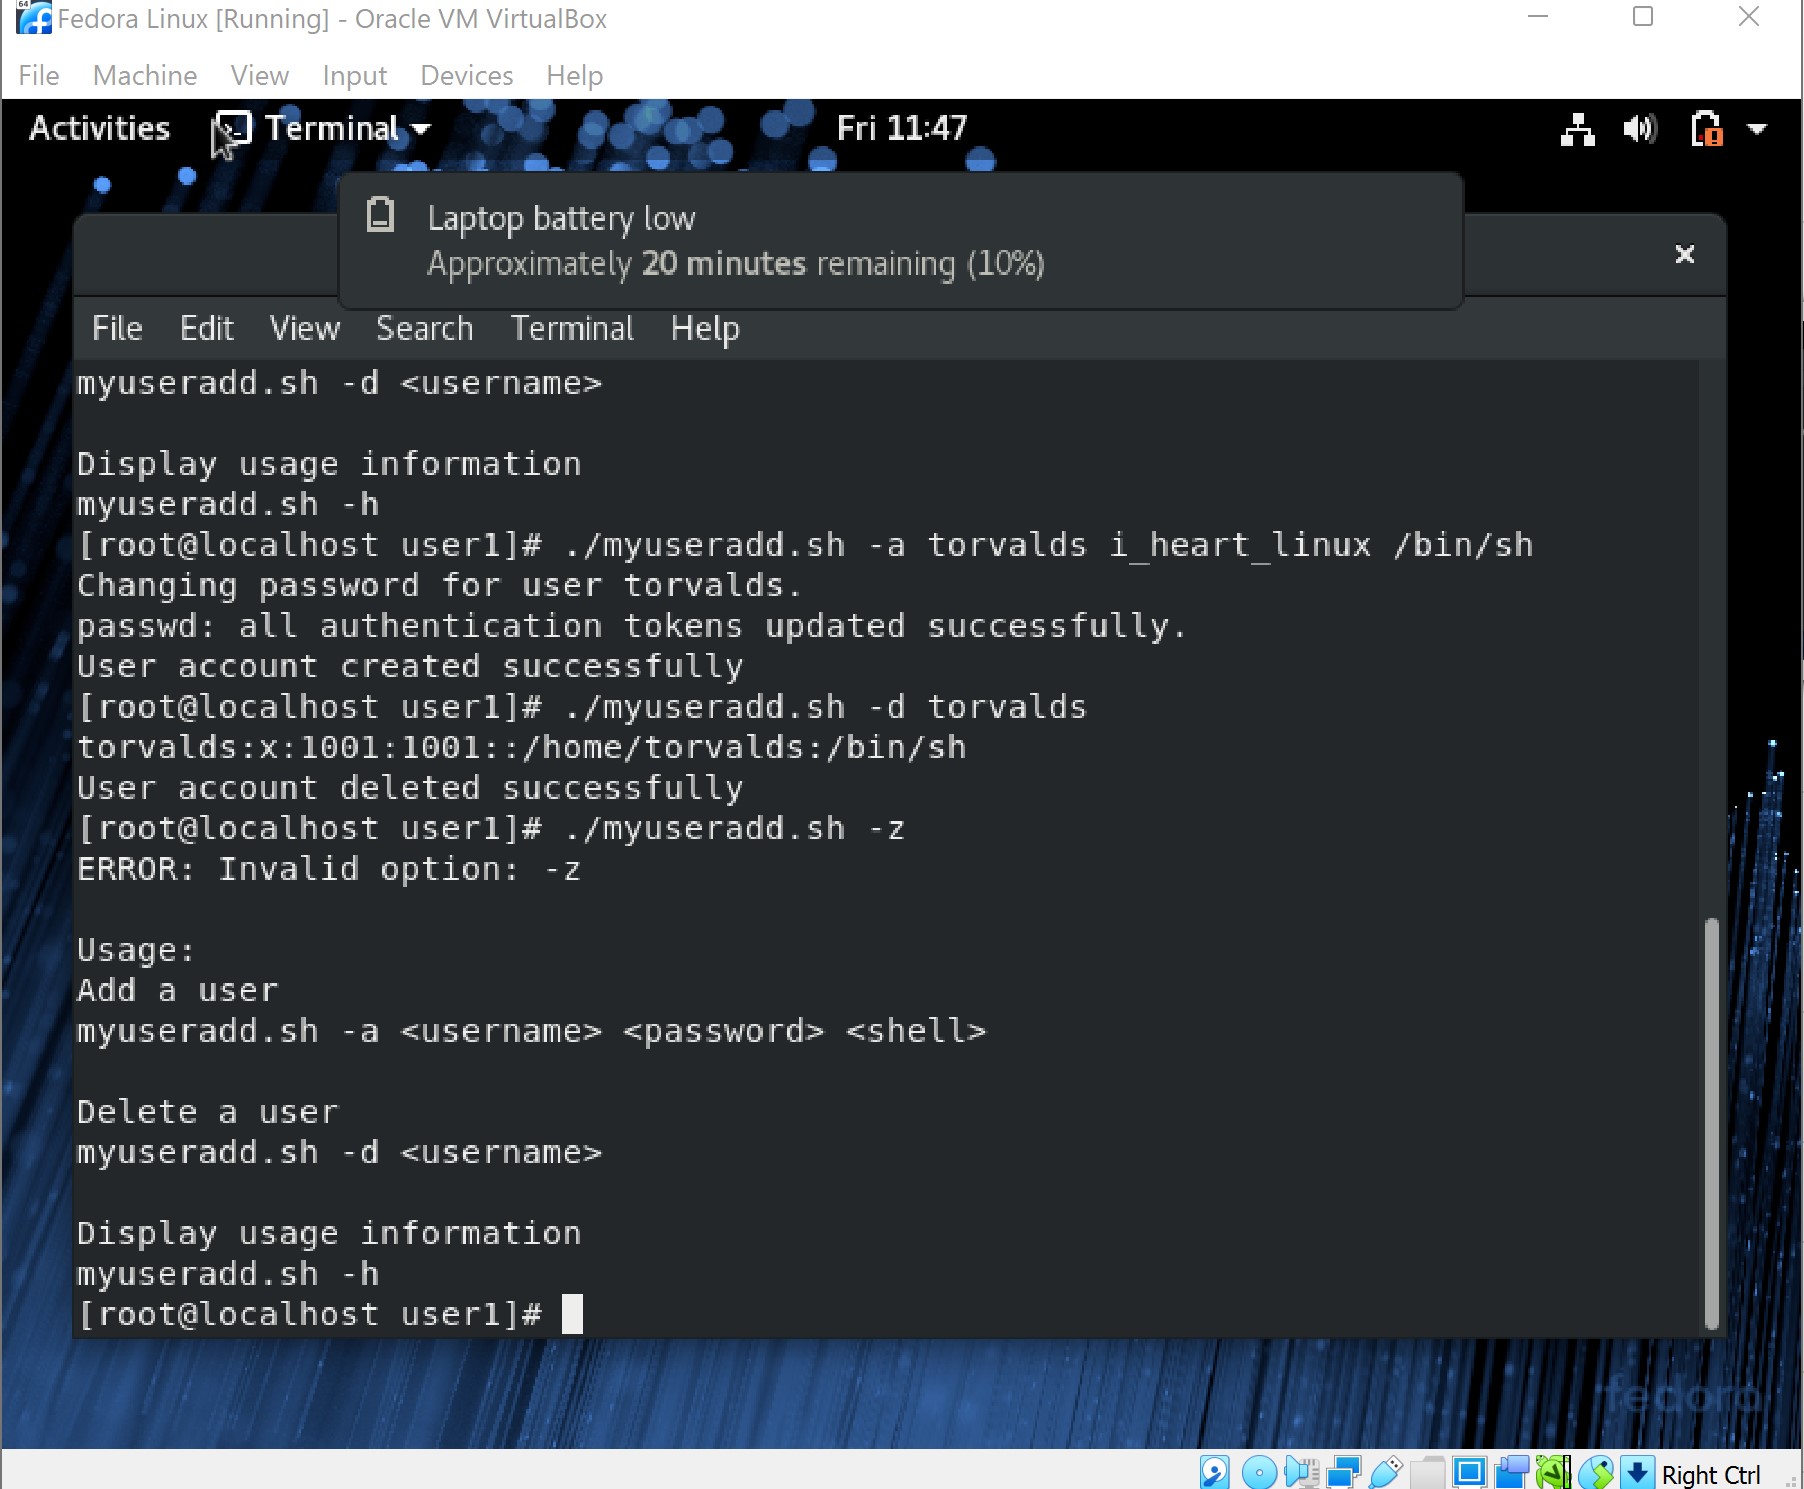 64
Fedora Linux [Running] - Oracle VM VirtualBox
File Machine View Input Devices Help
Activities Terminal Fri 11:47
Laptop battery low
Approximately 20 minutes remaining (10%)
File Edit View Search Terminal Help
myuseradd.sh -d <username>
Display usage information
myuseradd.sh -h
[root@localhost user1]# ./myuseradd.sh -a torvalds i_heart_linux /bin/sh
Changing password for user torvalds.
passwd: all authentication tokens updated successfully.
User account created successfully
[root@localhost user1]# ./myuseradd.sh -d torvalds
torvalds:x:1001:1001::/home/torvalds:/bin/sh
User account deleted successfully
[root@localhost user1]# ./myuseradd.sh -z
ERROR: Invalid option: -z
Usage:
Add a user
myuseradd.sh -a <username> <password> <shell>
Delete a user
myuseradd.sh -d <username>
Display usage information
myuseradd.sh -h
[root@localhost user1]#
fedora
Right Ctrl